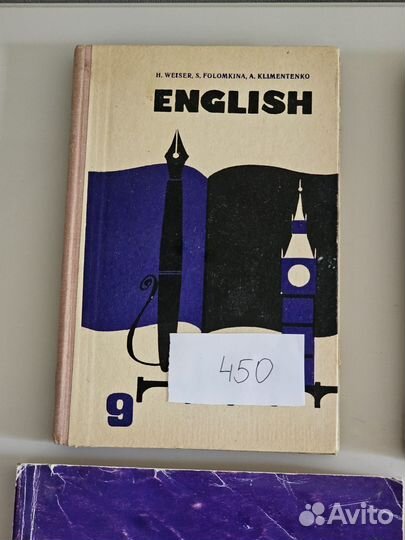 H. WEISER, S. FOLOMKINA, A. KLIMENTENKO
ENGLISH
450
9
Avito